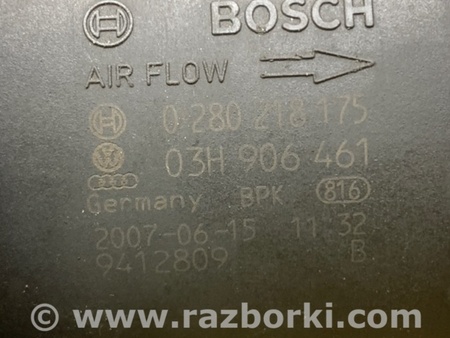 BOSCH
AIR FLOW
0 280 218 175
03H 906 461
Germany BPK 816
2007-06-15 11:32
9412809 B
© www.razborki.com